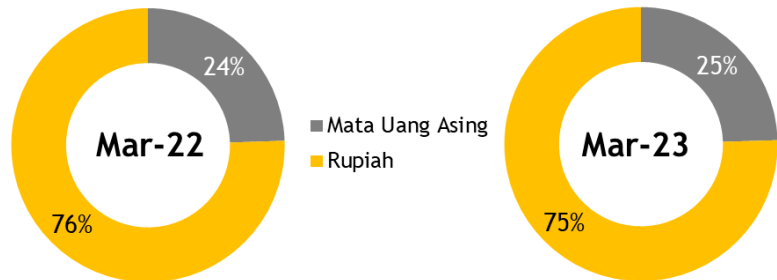 24%
Mar-22
76%
Mata Uang Asing
Rupiah
25%
Mar-23
75%